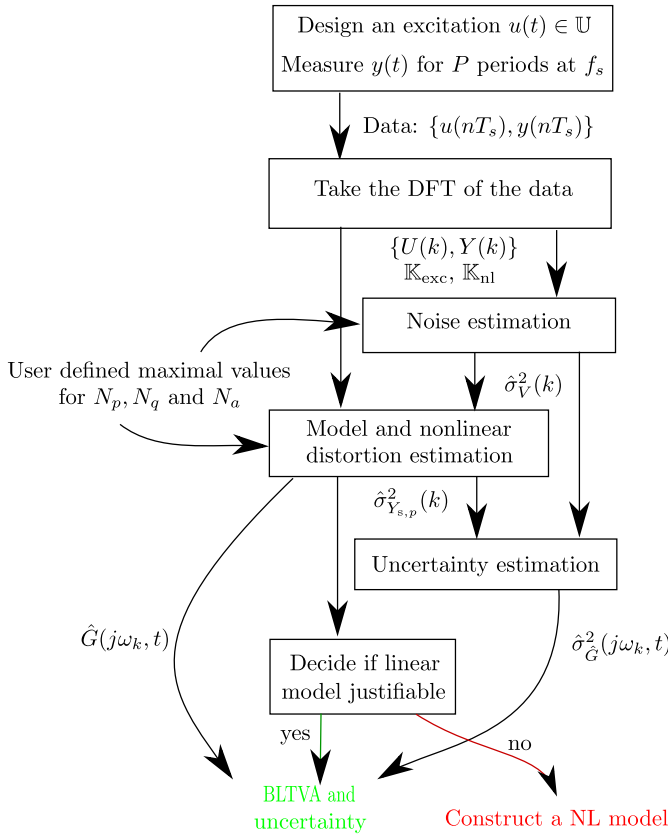 Design an excitation u(t) ∈ 𝕌
Measure y(t) for P periods at f_s
Data: {u(nT_s), y(nT_s)}
Take the DFT of the data
{U(k), Y(k)}
𝕂_exc, 𝕂_nl
Noise estimation
User defined maximal values
for N_p, N_q and N_a
σ̂²_V(k)
Model and nonlinear
distortion estimation
σ̂²_{Y_{s,p}}(k)
Uncertainty estimation
Ĝ(jω_k, t)
σ̂²_Ĝ(jω_k, t)
Decide if linear
model justifiable
yes
no
BLTVA and
uncertainty
Construct a NL model